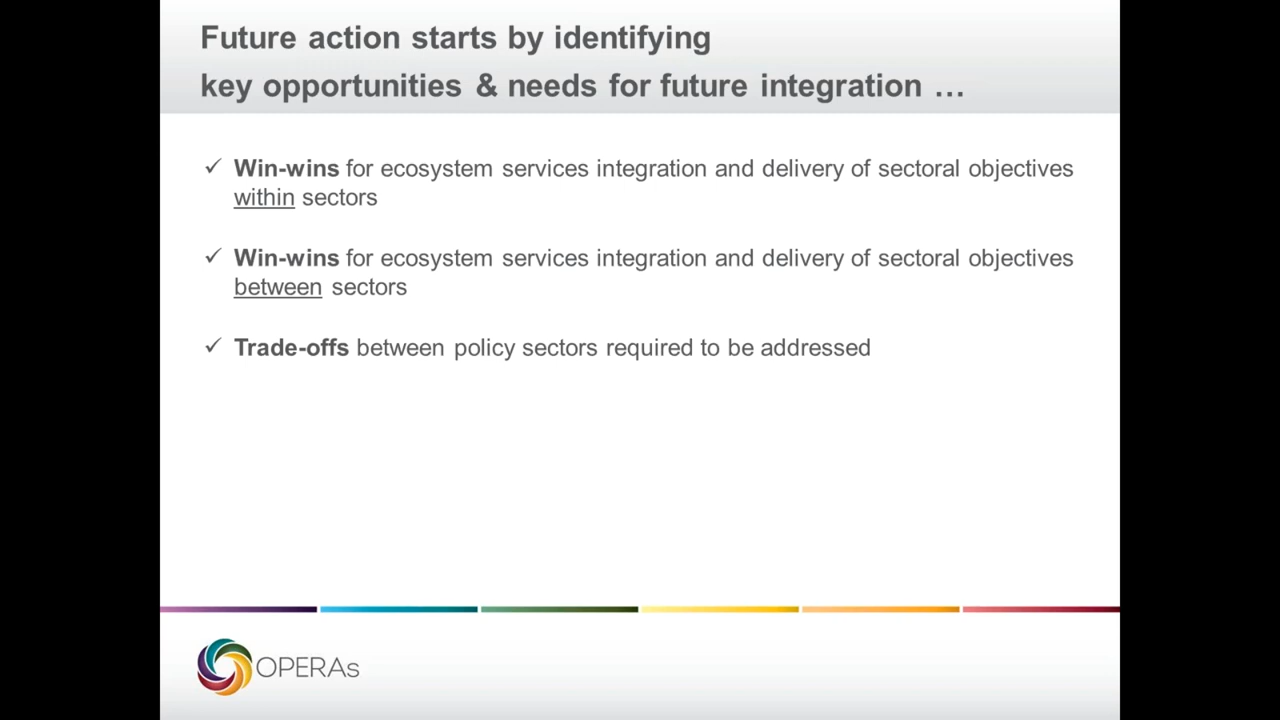 Future action starts by identifying
key opportunities & needs for future integration …
✓ Win-wins for ecosystem services integration and delivery of sectoral objectives
within sectors
✓ Win-wins for ecosystem services integration and delivery of sectoral objectives
between sectors
✓ Trade-offs between policy sectors required to be addressed
OPERAs